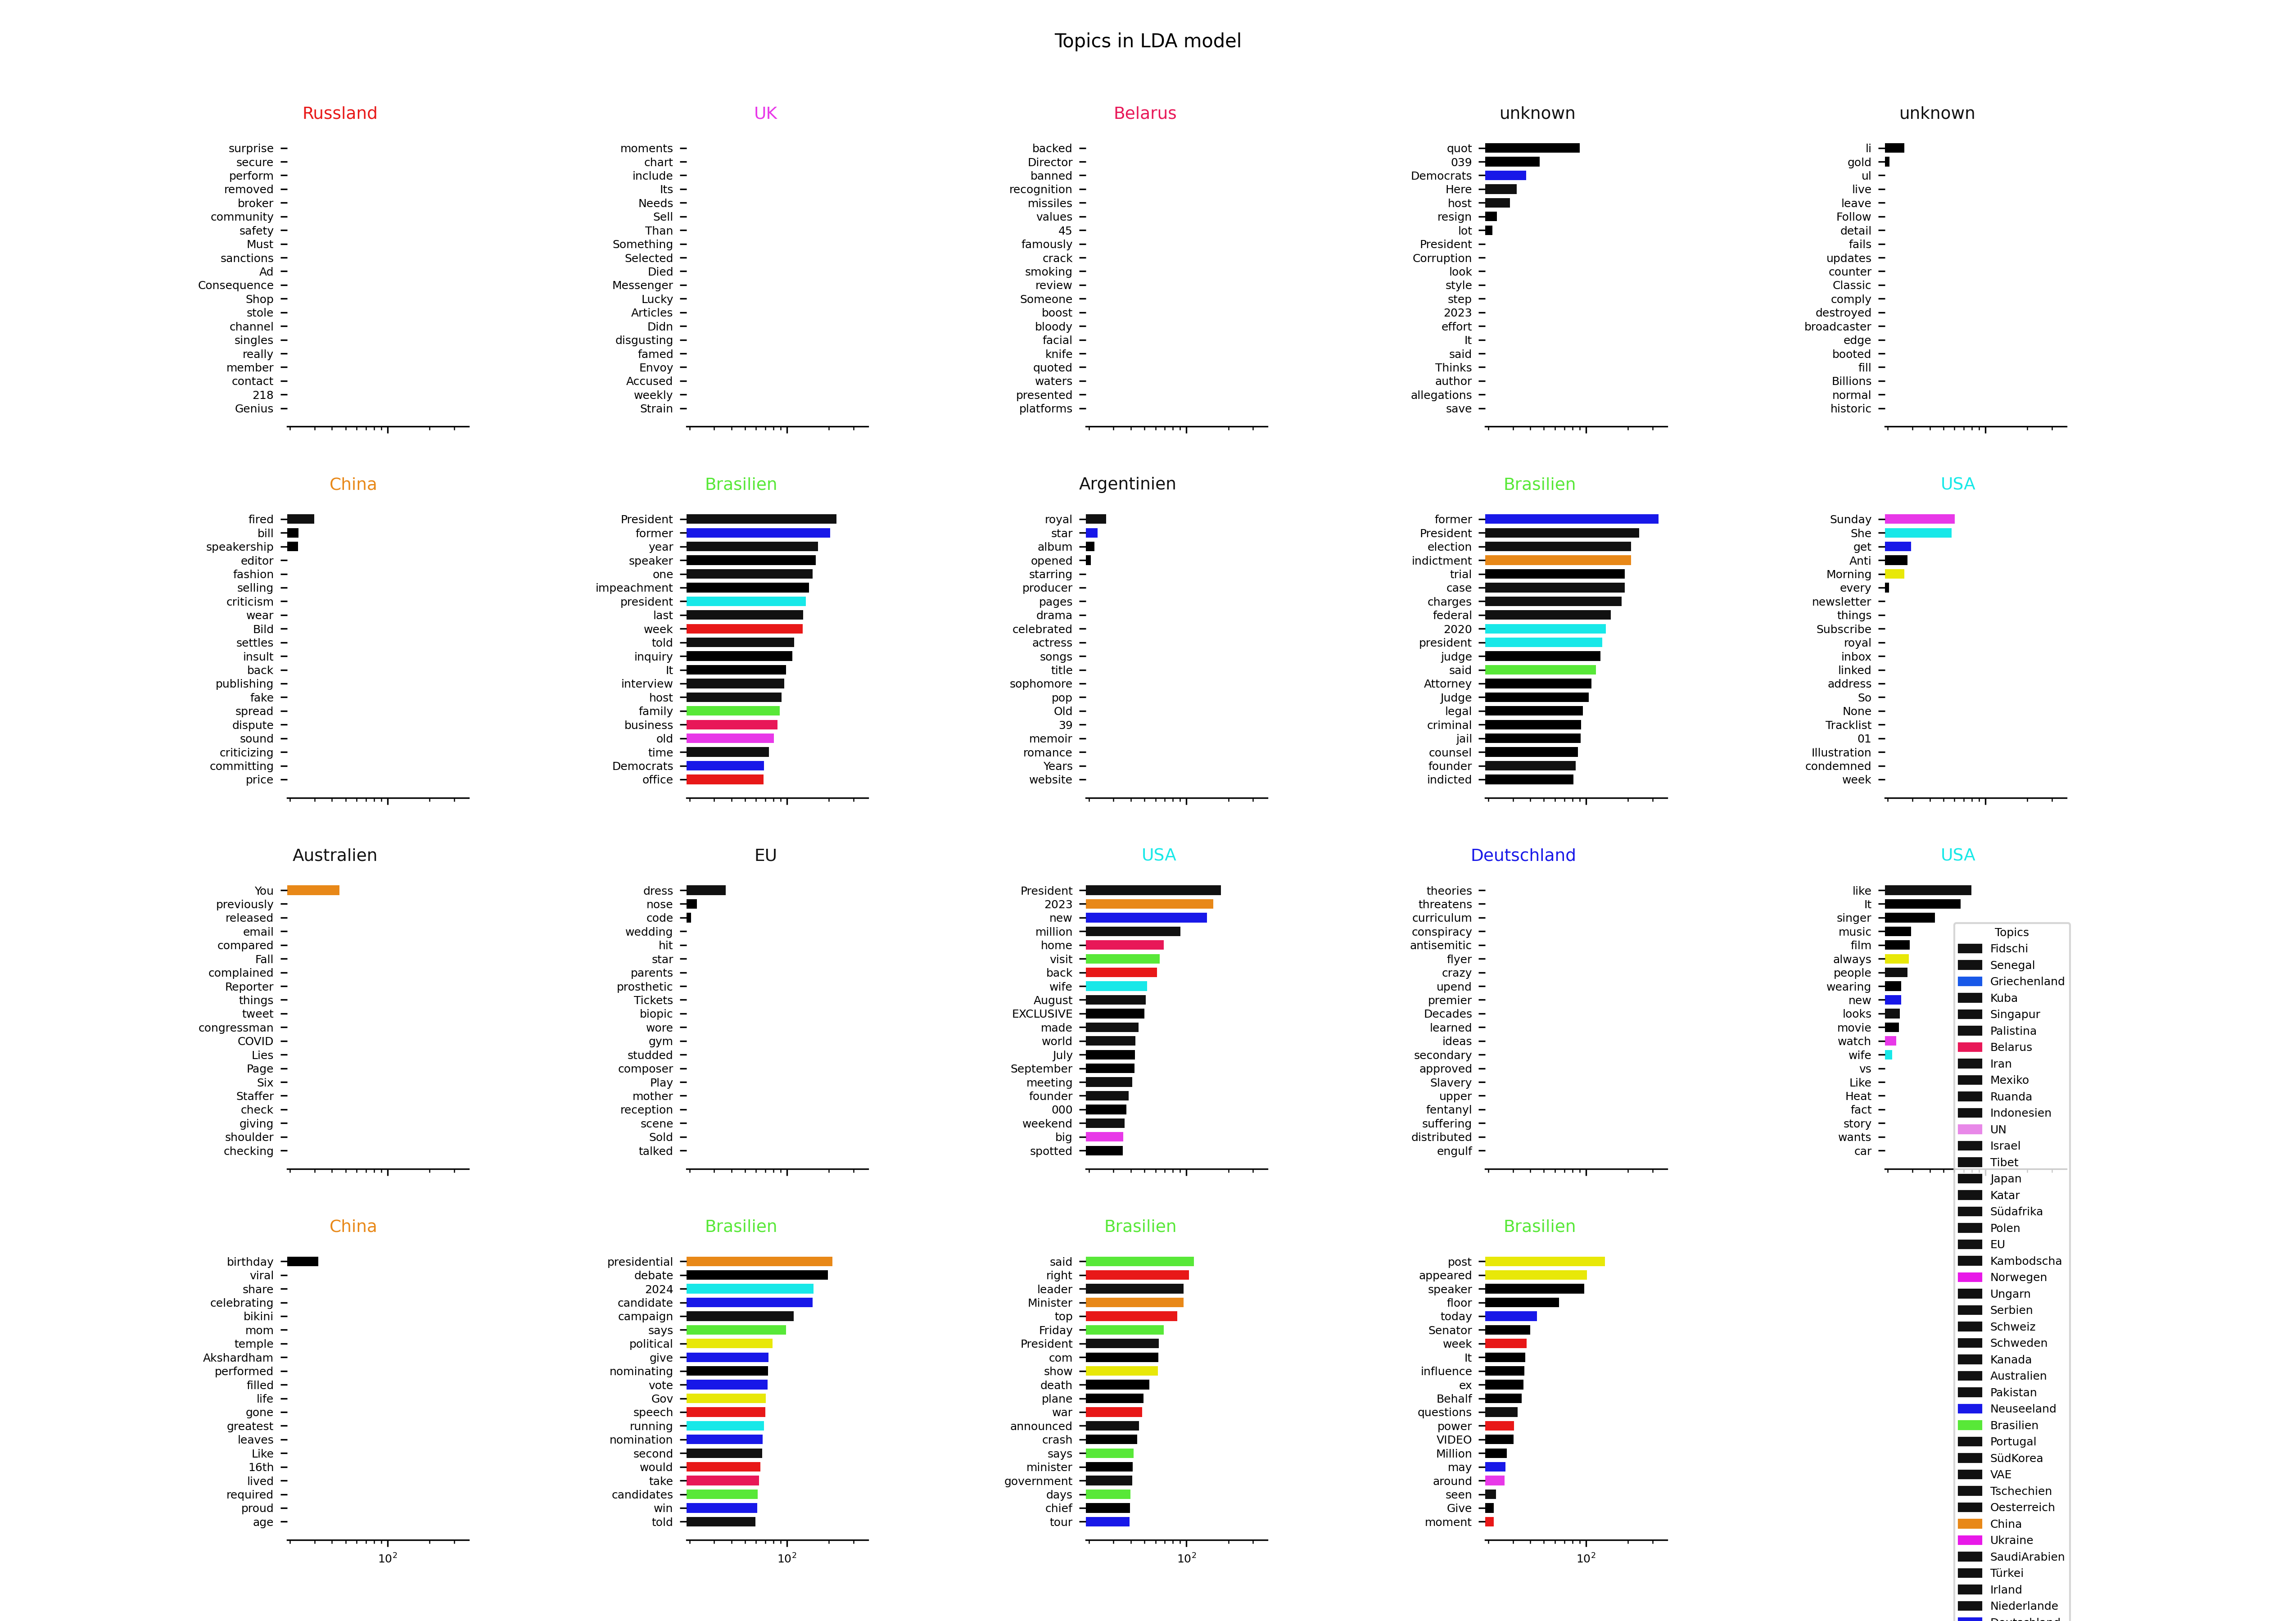 Topics in LDA model
Russland
surprise
secure
perform
removed
broker
community
safety
Must
sanctions
Ad
Consequence
Shop
stole
channel
singles
really
member
contact
218
Genius
UK
moments
chart
include
Its
Needs
Sell
Than
Something
Selected
Died
Messenger
Lucky
Articles
Didn
disgusting
famed
Envoy
Accused
weekly
Strain
Belarus
backed
Director
banned
recognition
missiles
values
45
famously
crack
smoking
review
Someone
boost
bloody
facial
knife
quoted
waters
presented
platforms
unknown
quot
039
Democrats
Here
host
resign
lot
President
Corruption
look
style
step
2023
effort
It
said
Thinks
author
allegations
save
unknown
li
gold
ul
live
leave
Follow
detail
fails
updates
counter
Classic
comply
destroyed
broadcaster
edge
booted
fill
Billions
normal
historic
China
fired
bill
speakership
editor
fashion
selling
criticism
wear
Bild
settles
insult
back
publishing
fake
spread
dispute
sound
criticizing
committing
price
Brasilien
President
former
year
speaker
one
impeachment
president
last
week
told
inquiry
It
interview
host
family
business
old
time
Democrats
office
Argentinien
royal
star
album
opened
starring
producer
pages
drama
celebrated
actress
songs
title
sophomore
pop
Old
39
memoir
romance
Years
website
Brasilien
former
President
election
indictment
trial
case
charges
federal
2020
president
judge
said
Attorney
Judge
legal
criminal
jail
counsel
founder
indicted
USA
Sunday
She
get
Anti
Morning
every
newsletter
things
Subscribe
royal
inbox
linked
address
So
None
Tracklist
01
Illustration
condemned
week
Australien
You
previously
released
email
compared
Fall
complained
Reporter
things
tweet
congressman
COVID
Lies
Page
Six
Staffer
check
giving
shoulder
checking
EU
dress
nose
code
wedding
hit
star
parents
prosthetic
Tickets
biopic
wore
gym
studded
composer
Play
mother
reception
scene
Sold
talked
USA
President
2023
new
million
home
visit
back
wife
August
EXCLUSIVE
made
world
July
September
meeting
founder
000
weekend
big
spotted
Deutschland
theories
threatens
curriculum
conspiracy
antisemitic
flyer
crazy
upend
premier
Decades
learned
ideas
secondary
approved
Slavery
upper
fentanyl
suffering
distributed
engulf
USA
like
It
singer
music
film
always
people
wearing
new
looks
movie
watch
wife
vs
Like
Heat
fact
story
wants
car
China
birthday
viral
share
celebrating
bikini
mom
temple
Akshardham
performed
filled
life
gone
greatest
leaves
Like
16th
lived
required
proud
age
10²
Brasilien
presidential
debate
2024
candidate
campaign
says
political
give
nominating
vote
Gov
speech
running
nomination
second
would
take
candidates
win
told
10²
Brasilien
said
right
leader
Minister
top
Friday
President
com
show
death
plane
war
announced
crash
says
minister
government
days
chief
tour
10²
Brasilien
post
appeared
speaker
floor
today
Senator
week
It
influence
ex
Behalf
questions
power
VIDEO
Million
may
around
seen
Give
moment
10²
Topics
Fidschi
Senegal
Griechenland
Kuba
Singapur
Palistina
Belarus
Iran
Mexiko
Ruanda
Indonesien
UN
Israel
Tibet
Japan
Katar
Südafrika
Polen
EU
Kambodscha
Norwegen
Ungarn
Serbien
Schweiz
Schweden
Kanada
Australien
Pakistan
Neuseeland
Brasilien
Portugal
SüdKorea
VAE
Tschechien
Oesterreich
China
Ukraine
SaudiArabien
Türkei
Irland
Niederlande